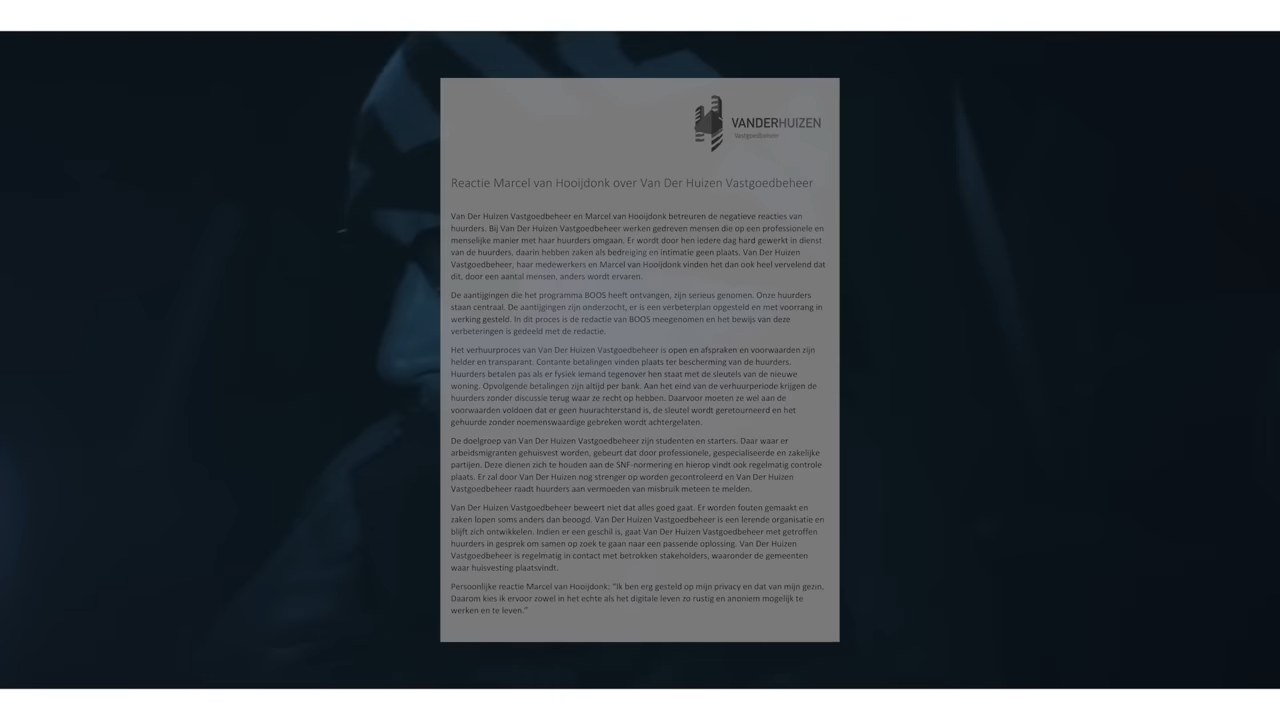 VANDERHUIZEN
Vastgoedbeheer
Reactie Marcel van Hooijdonk over Van Der Huizen Vastgoedbeheer
Van Der Huizen Vastgoedbeheer en Marcel van Hooijdonk betreuren de negatieve reacties van
huurders. Bij Van Der Huizen Vastgoedbeheer werken gedreven mensen die op een professionele en
menselijke manier met haar huurders omgaan. Er wordt door hen iedere dag hard gewerkt in dienst
van de huurders, daarin hebben zaken als bedreiging en intimatie geen plaats. Van Der Huizen
Vastgoedbeheer, haar medewerkers en Marcel van Hooijdonk vinden het dan ook heel vervelend dat
dit, door een aantal mensen, anders wordt ervaren.
De aantijgingen die het programma BOOS heeft ontvangen, zijn serieus genomen. Onze huurders
staan centraal. De aantijgingen zijn onderzocht, er is een verbeterplan opgesteld en met voorrang in
werking gesteld. In dit proces is de redactie van BOOS meegenomen en het bewijs van deze
verbeteringen is gedeeld met de redactie.
Het verhuurproces van Van Der Huizen Vastgoedbeheer is open en afspraken en voorwaarden zijn
helder en transparant. Contante betalingen vinden plaats ter bescherming van de huurders.
Huurders betalen pas als er fysiek iemand tegenover hen staat met de sleutels van de nieuwe
woning. Opvolgende betalingen zijn altijd per bank. Aan het eind van de verhuurperiode krijgen de
huurders zonder discussie terug waar ze recht op hebben. Daarvoor moeten ze wel aan de
voorwaarden voldoen dat er geen huurachterstand is, de sleutel wordt geretourneerd en het
gehuurde zonder noemenswaardige gebreken wordt achtergelaten.
De doelgroep van Van Der Huizen Vastgoedbeheer zijn studenten en starters. Daar waar er
arbeidsmigranten gehuisvest worden, gebeurt dat door professionele, gespecialiseerde en zakelijke
partijen. Deze dienen zich te houden aan de SNF-normering en hierop vindt ook regelmatig controle
plaats. Er zal door Van Der Huizen nog strenger op worden gecontroleerd en Van Der Huizen
Vastgoedbeheer raadt huurders aan vermoeden van misbruik meteen te melden.
Van Der Huizen Vastgoedbeheer beweert niet dat alles goed gaat. Er worden fouten gemaakt en
zaken lopen soms anders dan beoogd. Van Der Huizen Vastgoedbeheer is een lerende organisatie en
blijft zich ontwikkelen. Indien er een geschil is, gaat Van Der Huizen Vastgoedbeheer met getroffen
huurders in gesprek om samen op zoek te gaan naar een passende oplossing. Van Der Huizen
Vastgoedbeheer is regelmatig in contact met betrokken stakeholders, waaronder de gemeenten
waar huisvesting plaatsvindt.
Persoonlijke reactie Marcel van Hooijdonk: "Ik ben erg gesteld op mijn privacy en dat van mijn gezin.
Daarom kies ik ervoor zowel in het echte als het digitale leven zo rustig en anoniem mogelijk te
werken en te leven."